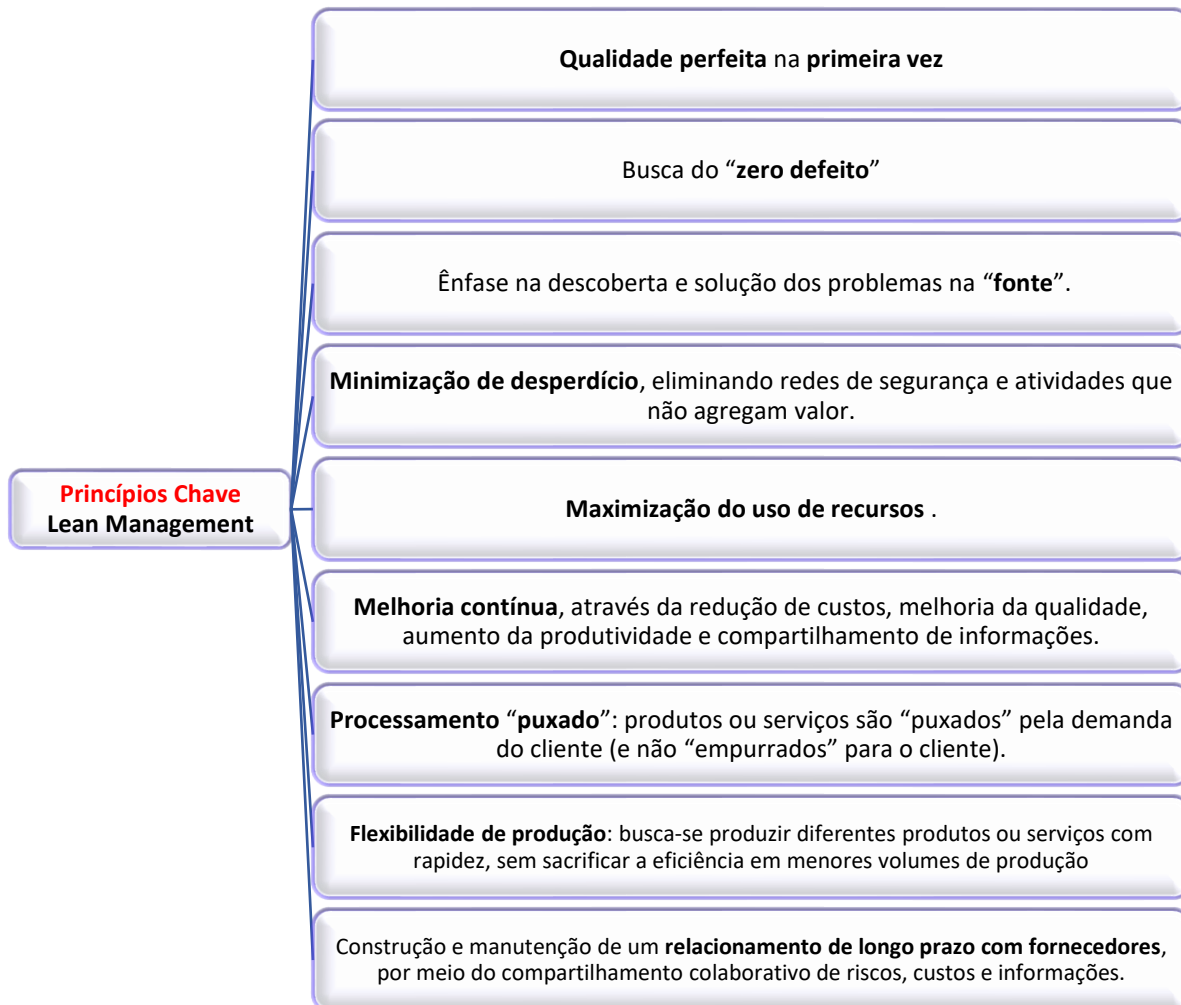 Qualidade perfeita na primeira vez
Busca do “zero defeito”
Ênfase na descoberta e solução dos problemas na “fonte”.
Minimização de desperdício, eliminando redes de segurança e atividades que
não agregam valor.
Princípios Chave
Lean Management
Maximização do uso de recursos .
Melhoria contínua, através da redução de custos, melhoria da qualidade,
aumento da produtividade e compartilhamento de informações.
Processamento “puxado”: produtos ou serviços são “puxados” pela demanda
do cliente (e não “empurrados” para o cliente).
Flexibilidade de produção: busca-se produzir diferentes produtos ou serviços com
rapidez, sem sacrificar a eficiência em menores volumes de produção
Construção e manutenção de um relacionamento de longo prazo com fornecedores,
por meio do compartilhamento colaborativo de riscos, custos e informações.